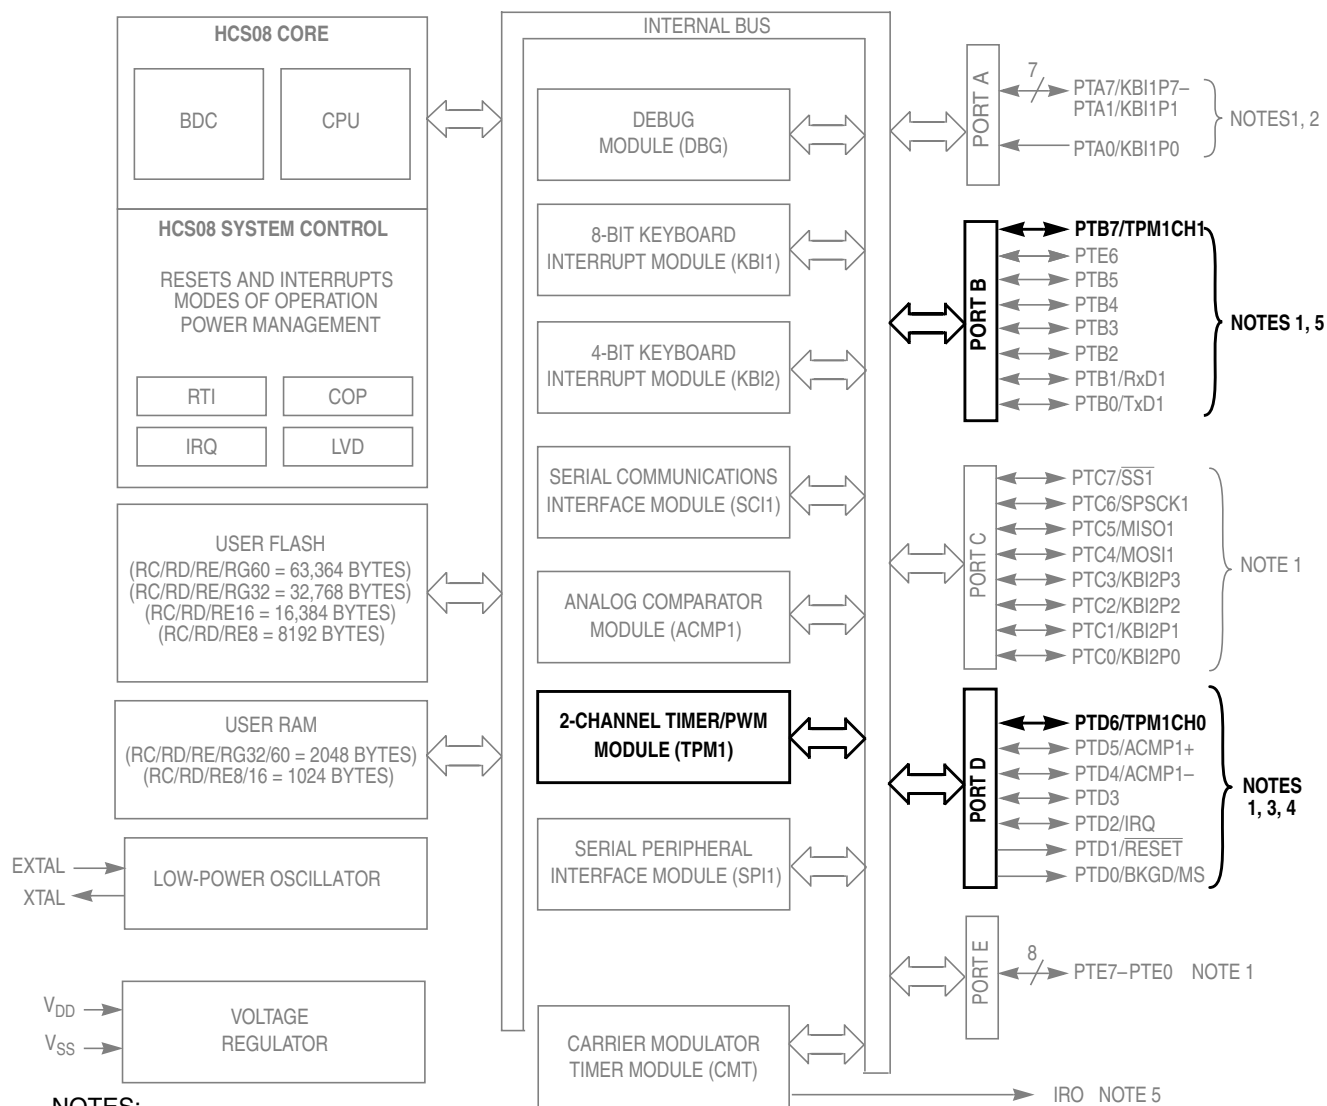 HCS08 CORE
BDC
CPU
HCS08 SYSTEM CONTROL
RESETS AND INTERRUPTS
MODES OF OPERATION
POWER MANAGEMENT
RTI
COP
IRQ
LVD
USER FLASH
(RC/RD/RE/RG60 = 63,364 BYTES)
(RC/RD/RE/RG32 = 32,768 BYTES)
(RC/RD/RE16 = 16,384 BYTES)
(RC/RD/RE8 = 8192 BYTES)
USER RAM
(RC/RD/RE/RG32/60 = 2048 BYTES)
(RC/RD/RE8/16 = 1024 BYTES)
EXTAL
XTAL
LOW-POWER OSCILLATOR
VDD
VSS
VOLTAGE
REGULATOR
NOTES:
INTERNAL BUS
DEBUG
MODULE (DBG)
8-BIT KEYBOARD
INTERRUPT MODULE (KBI1)
4-BIT KEYBOARD
INTERRUPT MODULE (KBI2)
SERIAL COMMUNICATIONS
INTERFACE MODULE (SCI1)
ANALOG COMPARATOR
MODULE (ACMP1)
2-CHANNEL TIMER/PWM
MODULE (TPM1)
SERIAL PERIPHERAL
INTERFACE MODULE (SPI1)
CARRIER MODULATOR
TIMER MODULE (CMT)
PORT A
7
PTA7/KBI1P7–
PTA1/KBI1P1
PTA0/KBI1P0
NOTES1, 2
PORT B
PTB7/TPM1CH1
PTE6
PTB5
PTB4
PTB3
PTB2
PTB1/RxD1
PTB0/TxD1
NOTES 1, 5
PORT C
PTC7/SS1
PTC6/SPSCK1
PTC5/MISO1
PTC4/MOSI1
PTC3/KBI2P3
PTC2/KBI2P2
PTC1/KBI2P1
PTC0/KBI2P0
NOTE 1
PORT D
PTD6/TPM1CH0
PTD5/ACMP1+
PTD4/ACMP1–
PTD3
PTD2/IRQ
PTD1/RESET
PTD0/BKGD/MS
NOTES
1, 3, 4
PORT E
8
PTE7–PTE0 NOTE 1
IRO NOTE 5